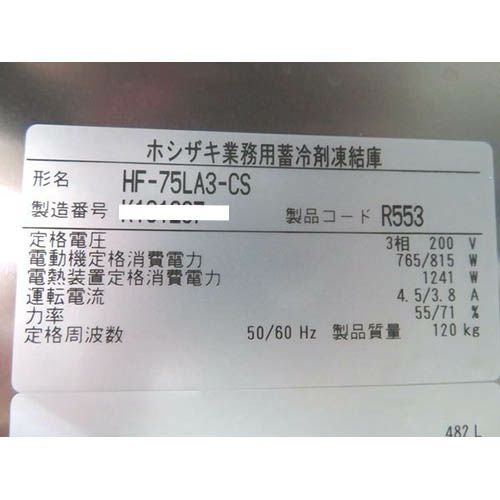 ホシザキ業務用蓄冷剤凍結庫
形名 HF-75LA3-CS
製造番号 製品コード R553
定格電圧 3相 200 V
電動機定格消費電力 765/815 W
電熱装置定格消費電力 1241 W
運転電流 4.5/3.8 A
力率 55/71 %
定格周波数 50/60 Hz 製品質量 120 kg
482 L